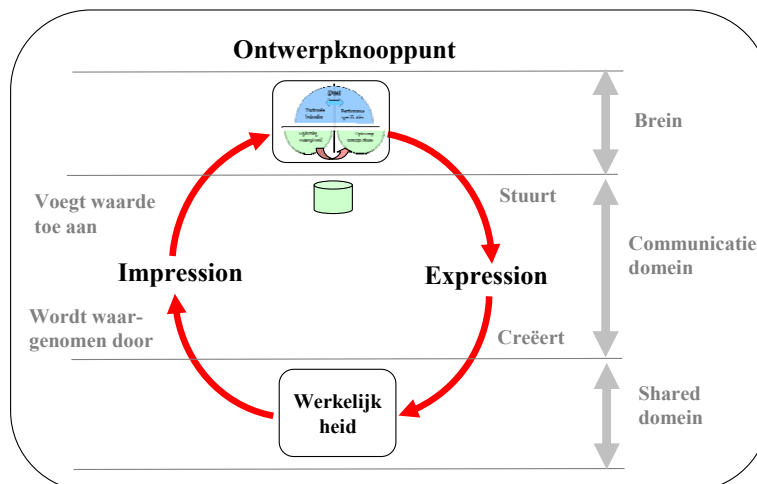 Ontwerpknooppunt
Brein
Voegt waarde
toe aan
Stuurt
Impression
Expression
Communicatie
domein
Wordt waar-
genomen door
Creëert
Werkelijk
heid
Shared
domein